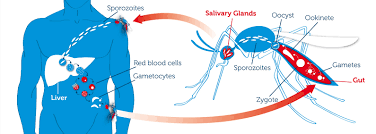 Sporozoites
Salivary Glands
Oocyst
Ookinete
Red blood cells
Gametocytes
Liver
Sporozoites
Gametes
Gut
Zygote